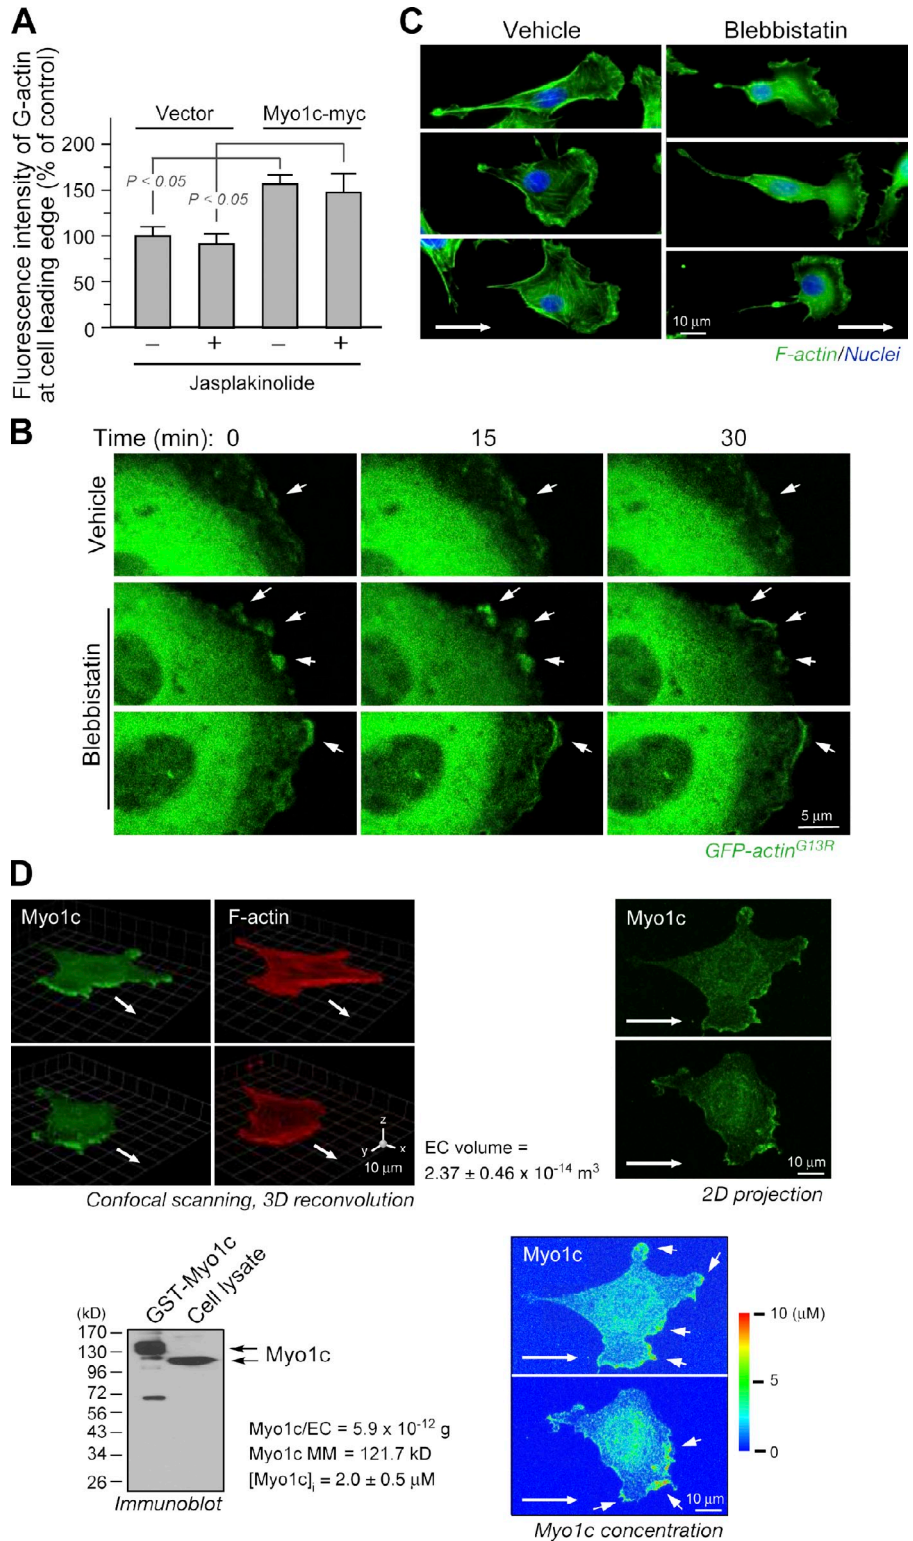 A
Fluorescence intensity of G-actin
at cell leading edge (% of control)
Vector
Myo1c-myc
200
150
100
50
0
P < 0.05
P < 0.05
–
+
–
+
Jasplakinolide
C
Vehicle
Blebbistatin
10 μm
F-actin/Nuclei
B
Time (min): 0
15
30
Vehicle
Blebbistatin
5 μm
GFP-actinG13R
D
Myo1c
F-actin
z
y
x
10 μm
Confocal scanning, 3D reconvolution
EC volume =
2.37 ± 0.46 x 10-14 m3
Myo1c
10 μm
2D projection
(kD)
GST-Myo1c
Cell lysate
170
130
96
72
56
43
34
26
Myo1c
Immunoblot
Myo1c/EC = 5.9 x 10-12 g
Myo1c MM = 121.7 kD
[Myo1c]i = 2.0 ± 0.5 μM
Myo1c
10 (μM)
5
0
10 μm
Myo1c concentration